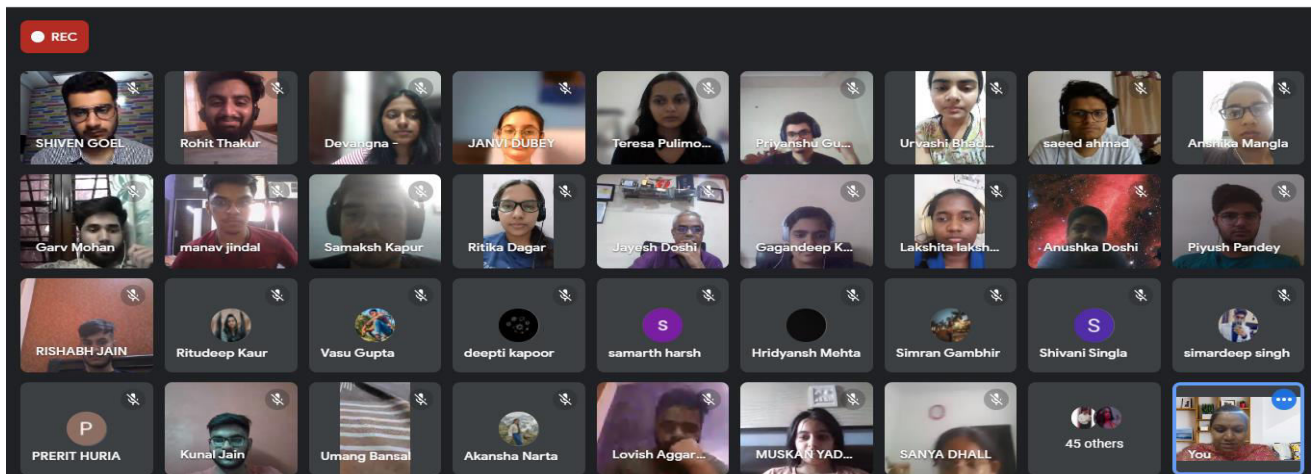 REC
SHIVEN GOEL
Rohit Thakur
Devangna -
JANVI DUBEY
Teresa Pulimo...
Priyanshu Gu...
Urvashi Bhad...
saeed ahmad
Anshika Mangla
Garv Mohan
manav jindal
Samaksh Kapur
Ritika Dagar
Jayesh Doshi
Gagandeep K...
Lakshita laksh...
Anushka Doshi
Piyush Pandey
RISHABH JAIN
Ritudeep Kaur
Vasu Gupta
deepti kapoor
s
samarth harsh
Hridyansh Mehta
Simran Gambhir
S
Shivani Singla
simardeep singh
P
PRERIT HURIA
Kunal Jain
Umang Bansal
Akansha Narta
Lovish Aggar...
MUSKAN YAD...
SANYA DHALL
45 others
You